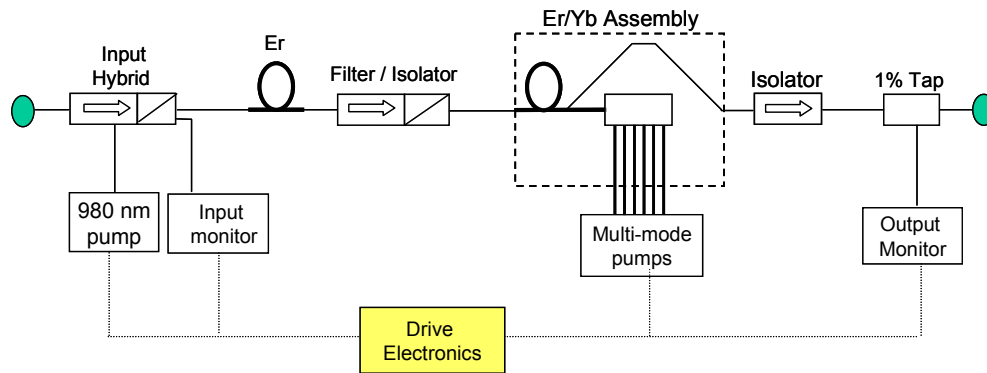 Er/Yb Assembly
Er
Input
Hybrid
Filter / Isolator
Isolator
1% Tap
980 nm
pump
Input
monitor
Multi-mode
pumps
Output
Monitor
Drive
Electronics